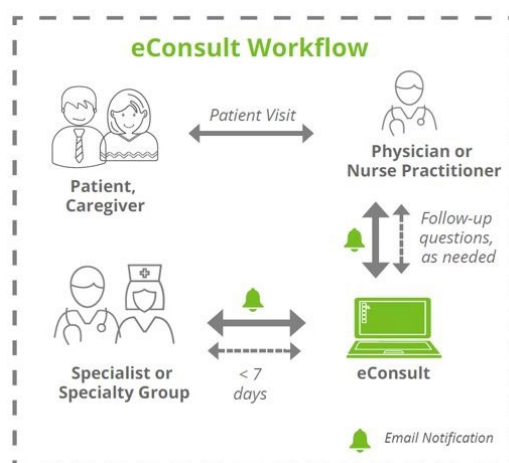 eConsult Workflow
Patient Visit
Patient,
Caregiver
Physician or
Nurse Practitioner
Follow-up
questions,
as needed
Specialist or
Specialty Group
< 7
days
eConsult
Email Notification